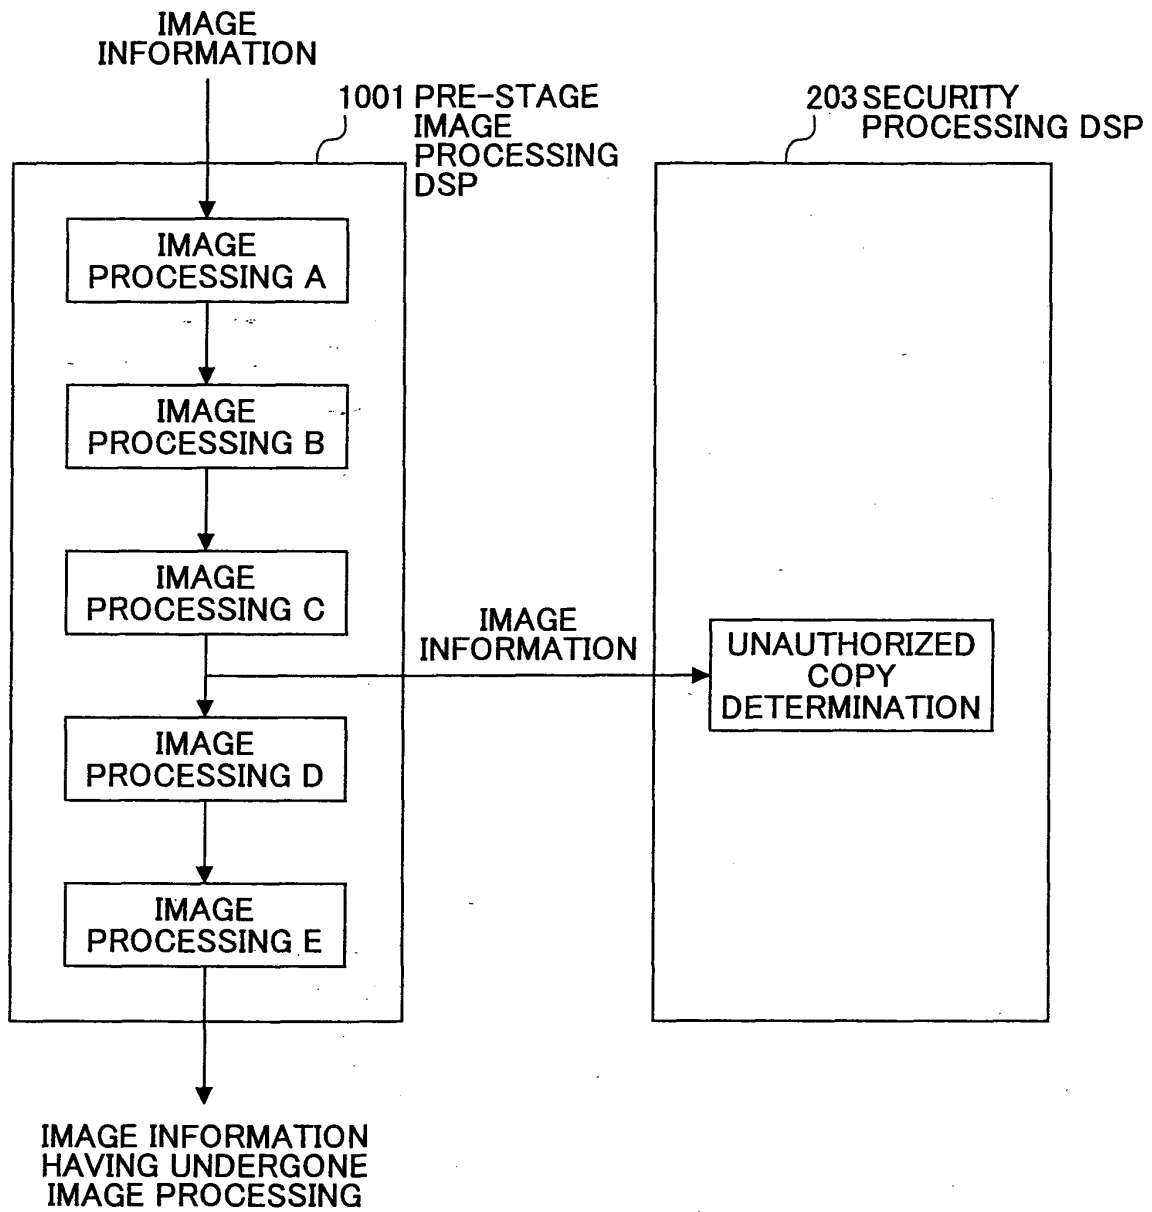 IMAGE
INFORMATION
1001 PRE-STAGE
IMAGE
PROCESSING
DSP
203 SECURITY
PROCESSING DSP
IMAGE
PROCESSING A
IMAGE
PROCESSING B
IMAGE
PROCESSING C
IMAGE
INFORMATION
UNAUTHORIZED
COPY
DETERMINATION
IMAGE
PROCESSING D
IMAGE
PROCESSING E
IMAGE INFORMATION
HAVING UNDERGONE
IMAGE PROCESSING